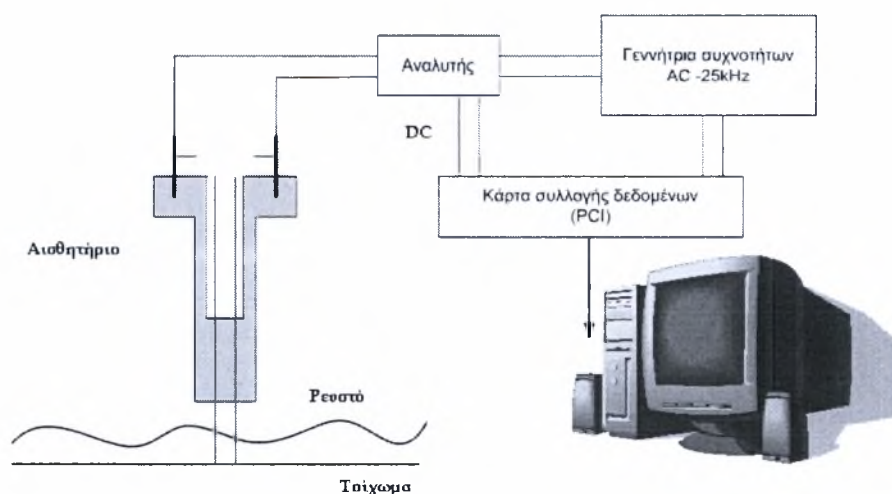 Αναλυτής
Γεννήτρια συχνοτήτων
AC -25kHz
DC
Κάρτα συλλογής δεδομένων
(PCI)
Αισθητήριο
Ρευστό
Τοίχωμα